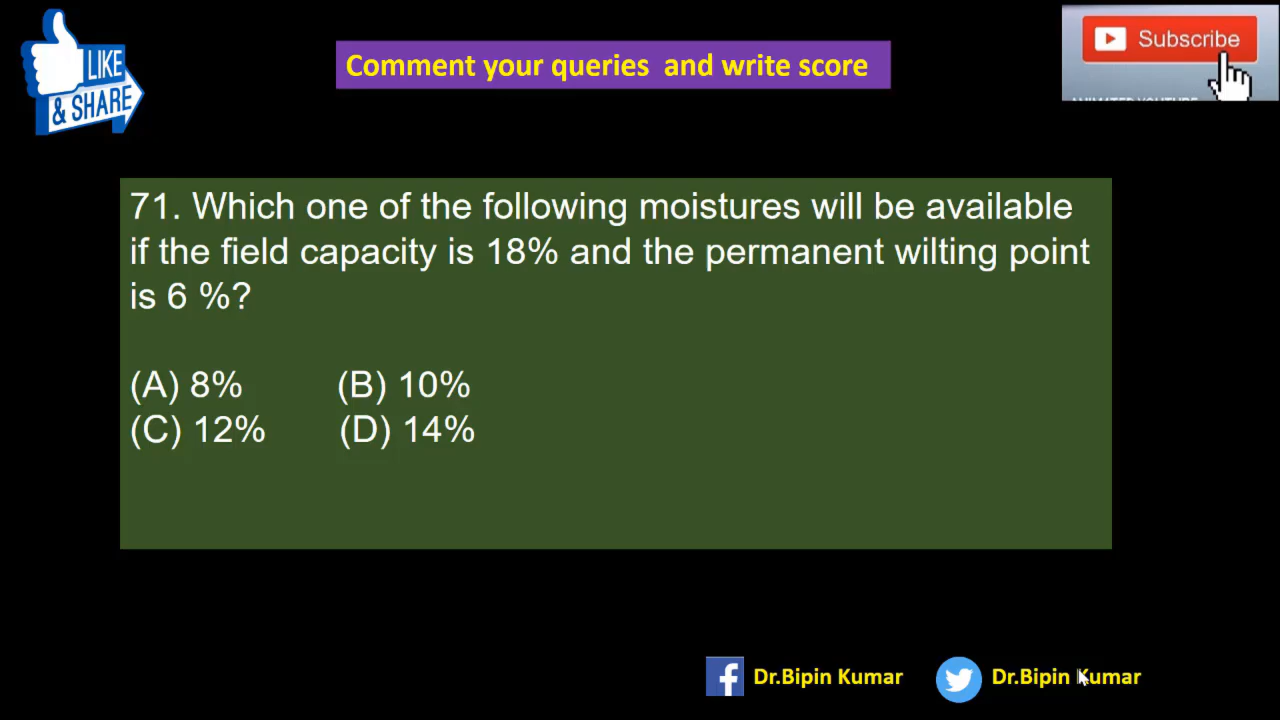 LIKE
& SHARE
Comment your queries and write score
Subscribe
71. Which one of the following moistures will be available
if the field capacity is 18% and the permanent wilting point
is 6 %?
(A) 8% (B) 10%
(C) 12% (D) 14%
Dr.Bipin Kumar Dr.Bipin Kumar